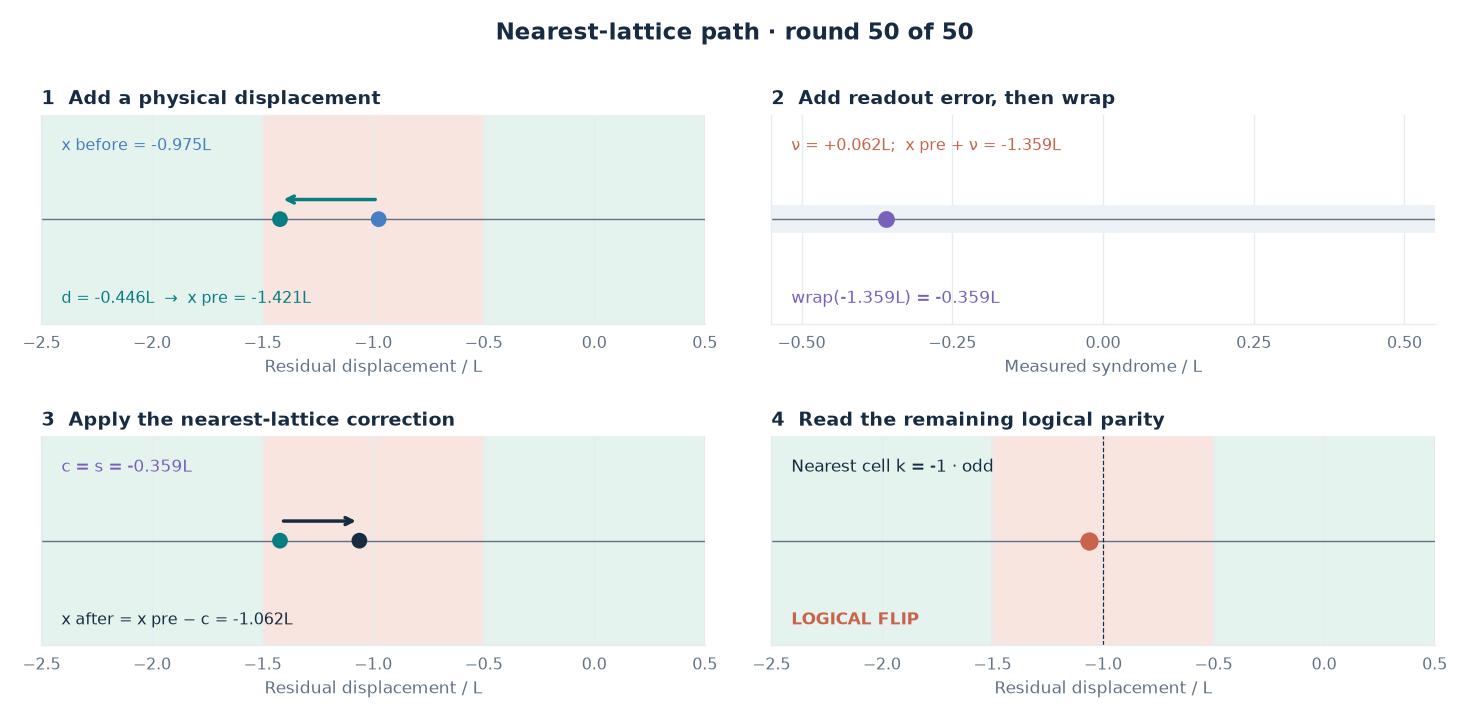 Nearest-lattice path · round 50 of 50
1 Add a physical displacement
x before = -0.975L
d = -0.446L → x pre = -1.421L
−2.5 −2.0 −1.5 −1.0 −0.5 0.0 0.5
Residual displacement / L
2 Add readout error, then wrap
ν = +0.062L; x pre + ν = -1.359L
wrap(-1.359L) = -0.359L
−0.50 −0.25 0.00 0.25 0.50
Measured syndrome / L
3 Apply the nearest-lattice correction
c = s = -0.359L
x after = x pre − c = -1.062L
−2.5 −2.0 −1.5 −1.0 −0.5 0.0 0.5
Residual displacement / L
4 Read the remaining logical parity
Nearest cell k = -1 · odd
LOGICAL FLIP
−2.5 −2.0 −1.5 −1.0 −0.5 0.0 0.5
Residual displacement / L